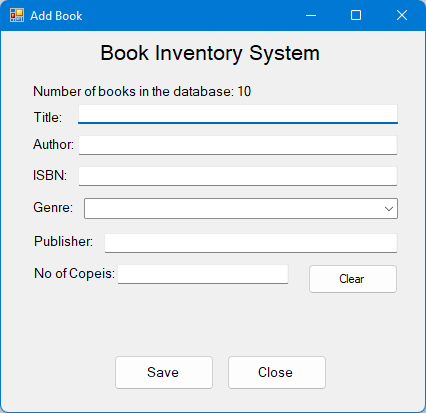 Add Book
Book Inventory System
Number of books in the database: 10
Title:
Author:
ISBN:
Genre:
Publisher:
No of Copeis:
Clear
Save
Close